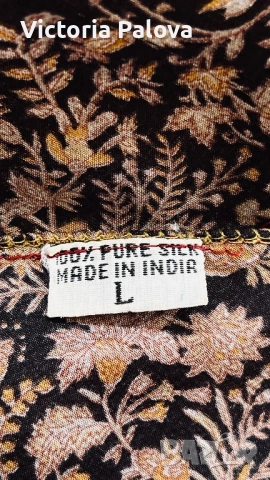 Victoria Palova
100% PURE SILK
MADE IN INDIA
L